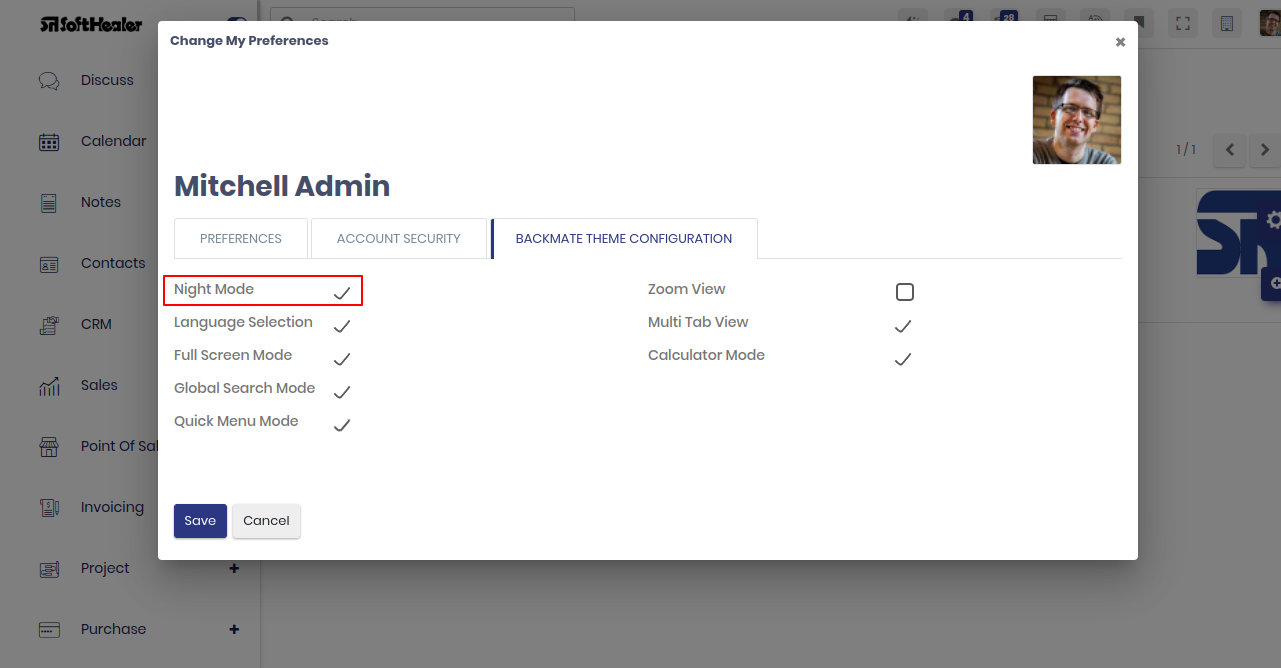 SoftHealer
Search
4
28
Change My Preferences
Discuss
Calendar
Notes
Contacts
CRM
Sales
Point Of Sal
Invoicing
Project
Purchase
1 / 1
Mitchell Admin
PREFERENCES
ACCOUNT SECURITY
BACKMATE THEME CONFIGURATION
Night Mode
Zoom View
Language Selection
Multi Tab View
Full Screen Mode
Calculator Mode
Global Search Mode
Quick Menu Mode
Save
Cancel